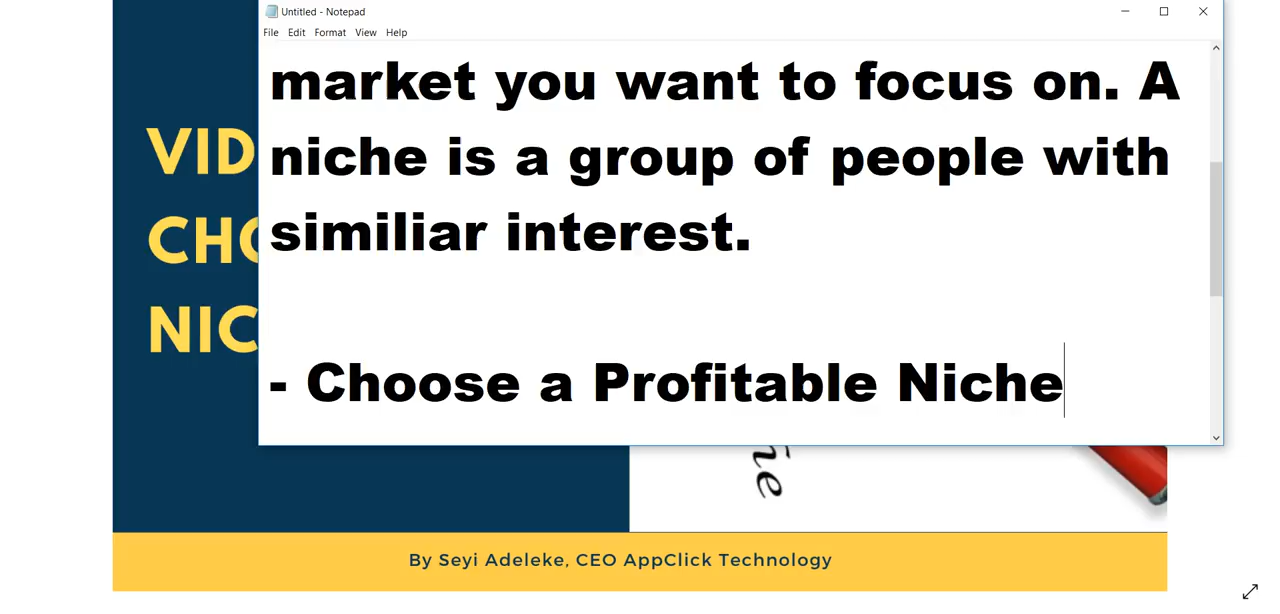 Untitled - Notepad
File Edit Format View Help
market you want to focus on. A
niche is a group of people with
similiar interest.
- Choose a Profitable Niche
VID
CHO
NIC
By Seyi Adeleke, CEO AppClick Technology